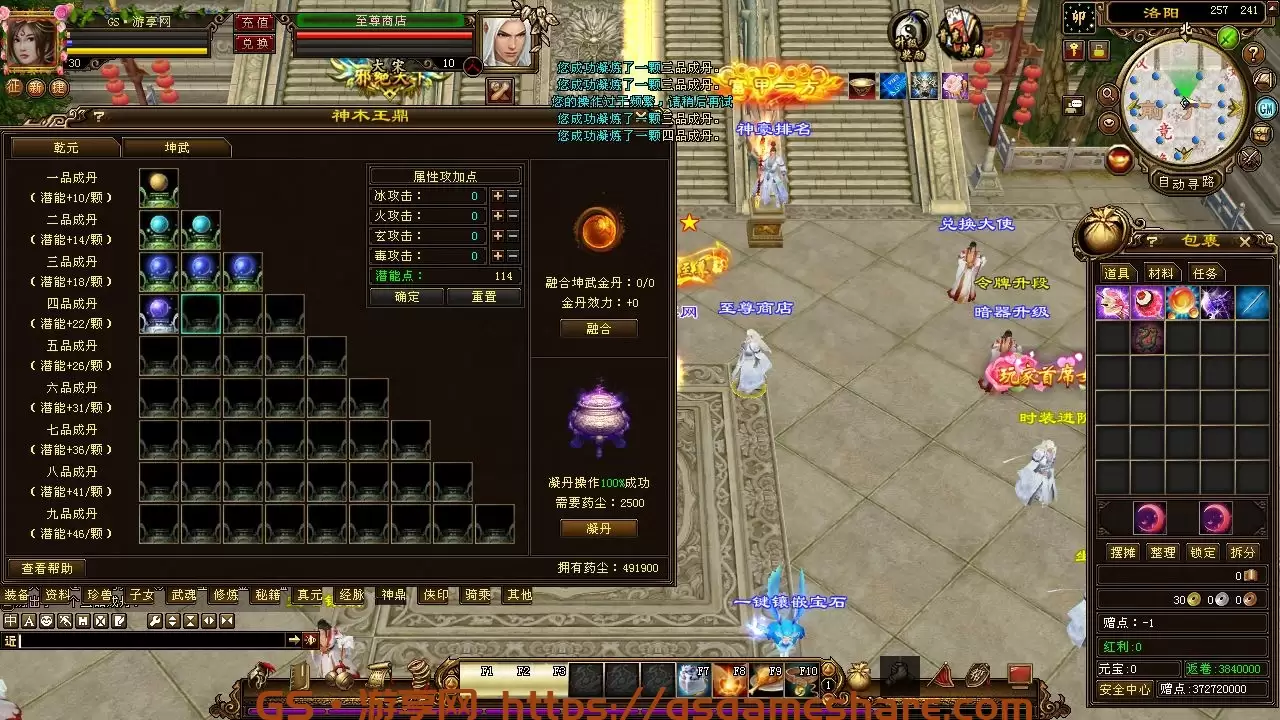 GS·游享网
充值
兑换
30
征
新
建
至尊商店
10
您成功凝炼了一颗三品成丹.
您成功凝炼了一颗三品成丹.
您的操作过于频繁，请稍后再试
您成功凝炼了一颗三品成丹.
您成功凝炼了一颗四品成丹.
富甲一方
神豪排名
升级
奖励
洛阳
257 241
北
GM
自动寻路
神木王鼎
乾元
坤武
一品成丹
(潜能+10/颗)
二品成丹
(潜能+14/颗)
三品成丹
(潜能+18/颗)
四品成丹
(潜能+22/颗)
五品成丹
(潜能+26/颗)
六品成丹
(潜能+31/颗)
七品成丹
(潜能+36/颗)
八品成丹
(潜能+41/颗)
九品成丹
(潜能+46/颗)
属性攻加点
冰攻击： 0
火攻击： 0
玄攻击： 0
毒攻击： 0
潜能点： 114
确定
重置
融合坤武金丹：0/0
金丹效力：+0
融合
凝丹操作100%成功
需要药尘：2500
凝丹
查看帮助
拥有药尘：491900
兑换大使
令牌升段
暗器升级
至尊商店
玩家首席
时装进阶
一键镶嵌宝石
包裹
道具
材料
任务
摆摊
整理
锁定
拆分
0
30 0 0
赠点：-1
红利:0
元宝:0
返卷:3840000
安全中心
赠点：372720000
装备 资料 珍兽 子女 武魂 修炼 秘籍 真元 经脉 神鼎 侠印 骑乘 其他
近
F1 F2 F3 F7 F8 F9 F10
GS·游享网 https://gsdgameshare.com